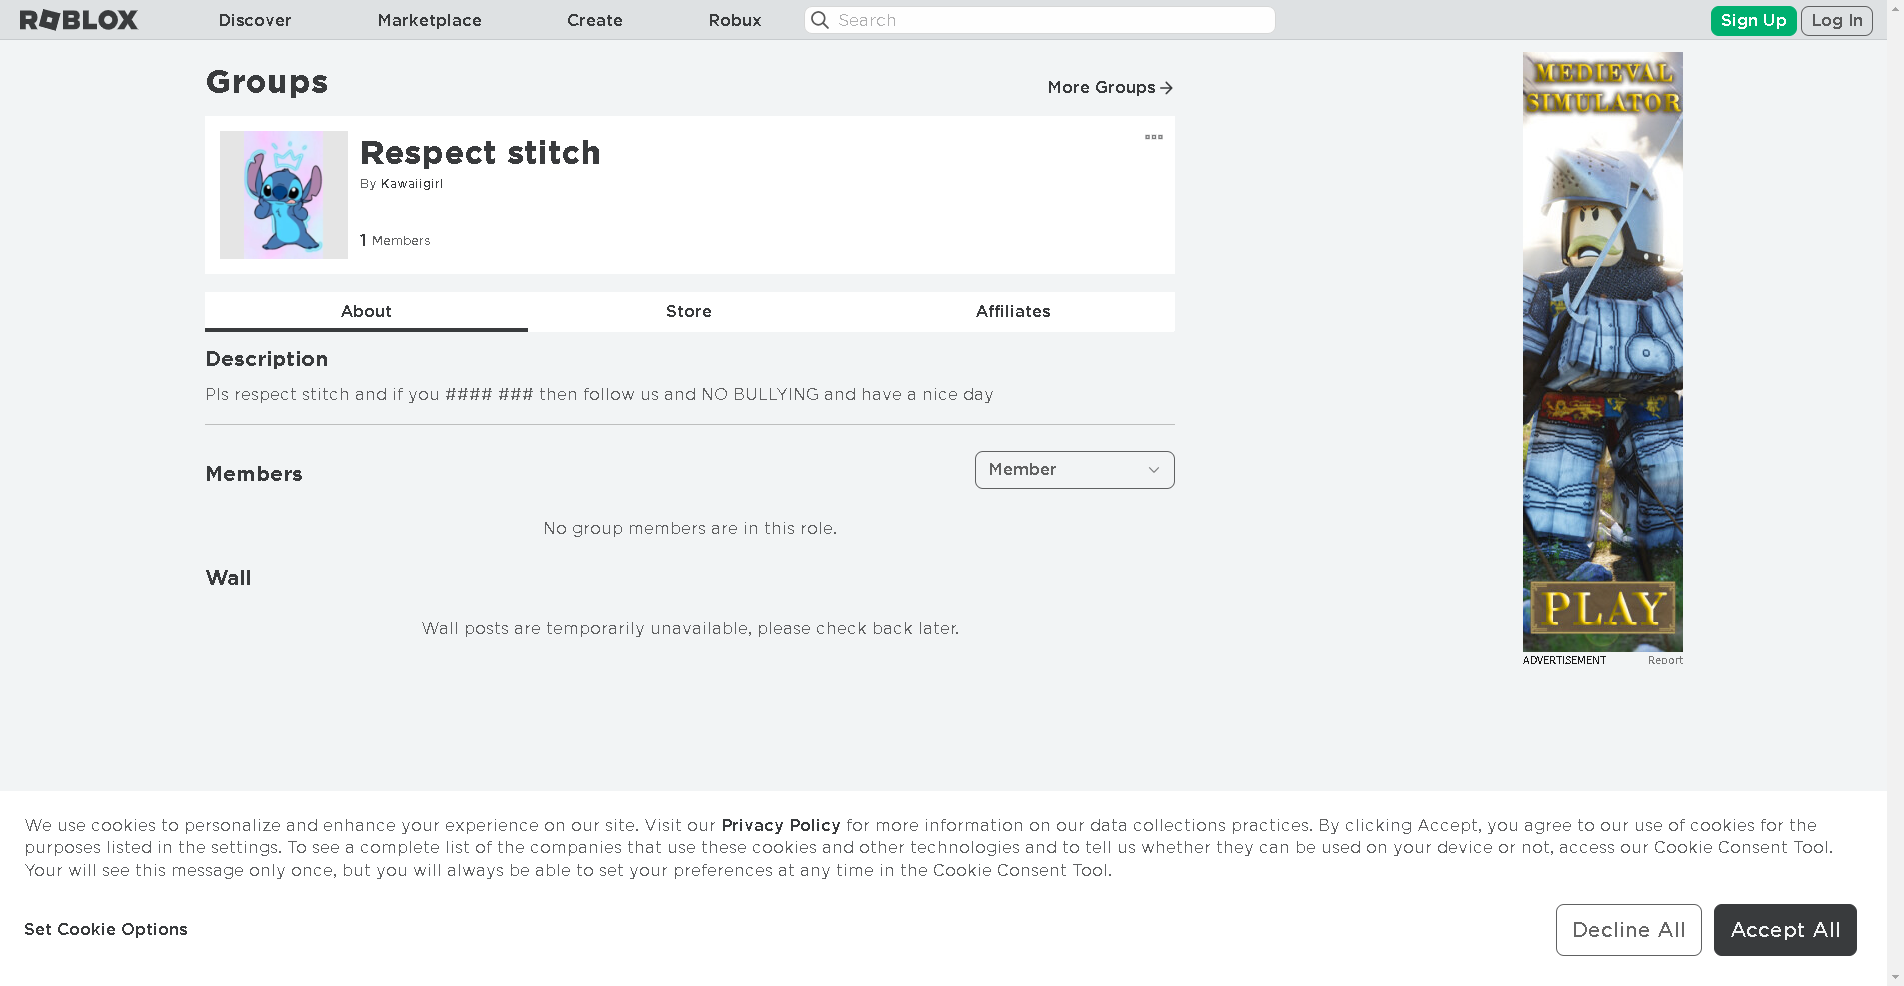 ROBLOX
Discover
Marketplace
Create
Robux
Search
Sign Up
Log In
Groups
More Groups
Respect stitch
By Kawaiigirl
1 Members
About
Store
Affiliates
Description
Pls respect stitch and if you #### ### then follow us and NO BULLYING and have a nice day
Members
Member
No group members are in this role.
Wall
Wall posts are temporarily unavailable, please check back later.
MEDIEVAL
SIMULATOR
PLAY
ADVERTISEMENT
Report
We use cookies to personalize and enhance your experience on our site. Visit our Privacy Policy for more information on our data collections practices. By clicking Accept, you agree to our use of cookies for the
purposes listed in the settings. To see a complete list of the companies that use these cookies and other technologies and to tell us whether they can be used on your device or not, access our Cookie Consent Tool.
Your will see this message only once, but you will always be able to set your preferences at any time in the Cookie Consent Tool.
Set Cookie Options
Decline All
Accept All